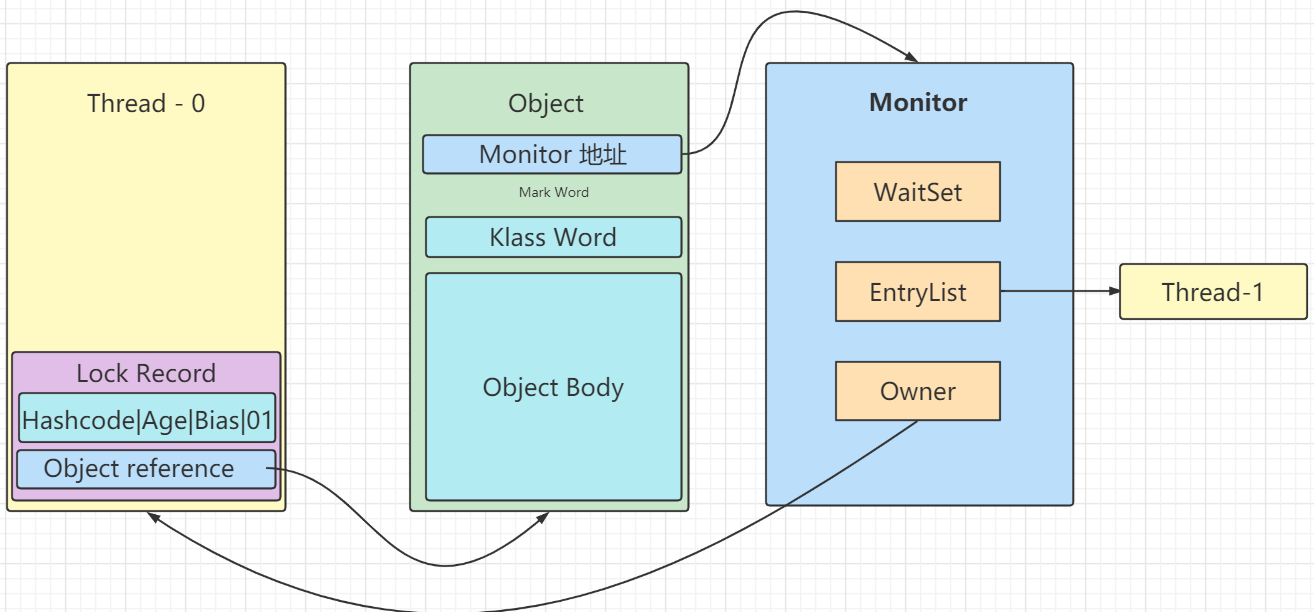 Thread - 0
Lock Record
Hashcode|Age|Bias|01
Object reference
Object
Monitor 地址
Mark Word
Klass Word
Object Body
Monitor
WaitSet
EntryList
Owner
Thread-1